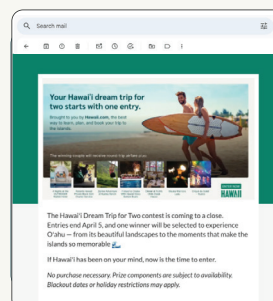 Search mail
Your Hawai'i dream trip for
two starts with one entry.
Brought to you by Hawaii.com, the best
way to learn, plan, and book your trip to
the islands.
HAWAII
The Hawai'i Dream Trip for Two contest is coming to a close.
Entries end April 5, and one winner will be selected to experience
O'ahu — from its beautiful landscapes to the moments that make the
islands so memorable 🌊
If Hawai'i has been on your mind, now is the time to enter.
No purchase necessary. Prize components are subject to availability.
Blackout dates or holiday restrictions may apply.